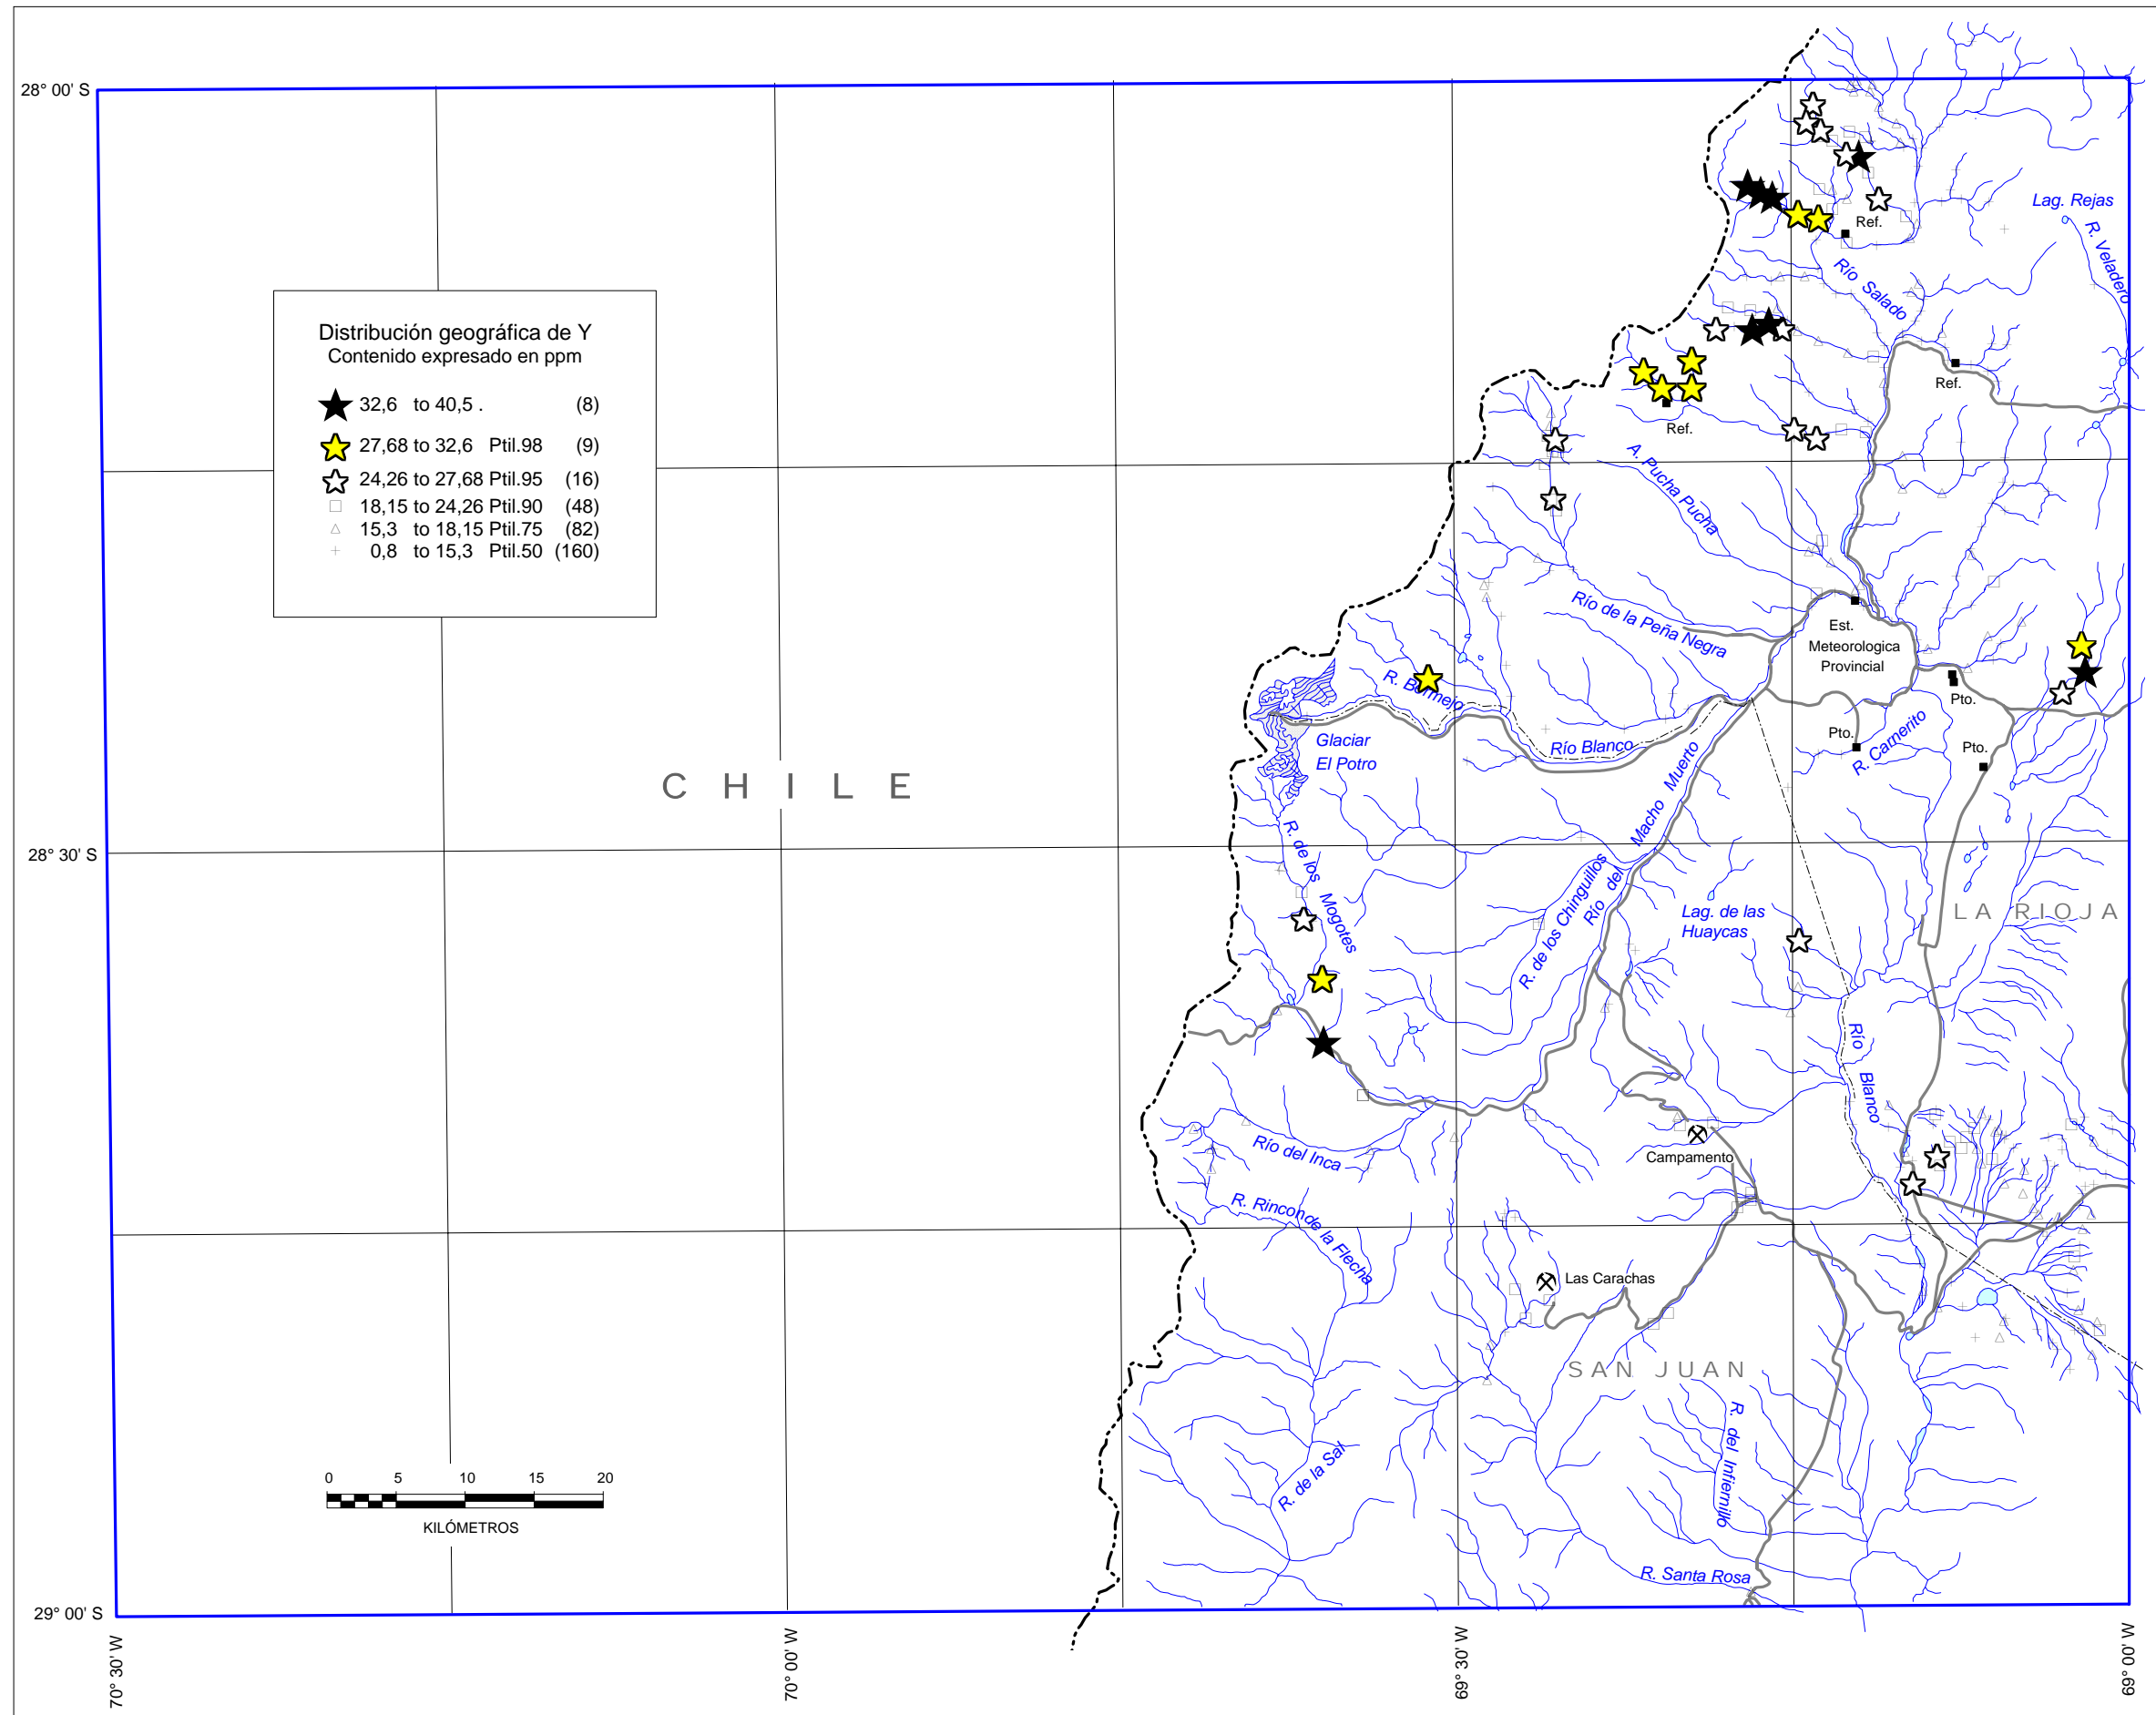 28° 00' S
Lag. Rejas
R. Veladero
Ref.
Río Salado
Distribución geográfica de Y
Contenido expresado en ppm
32,6 to 40,5 . (8)
27,68 to 32,6 Ptil.98 (9)
24,26 to 27,68 Ptil.95 (16)
18,15 to 24,26 Ptil.90 (48)
15,3 to 18,15 Ptil.75 (82)
0,8 to 15,3 Ptil.50 (160)
Ref.
Ref.
A. Pucha Pucha
Río de la Peña Negra
Est.
Meteorologica
Provincial
R. Bermejo
Pto.
Pto.
R. Carnerito
Pto.
Glaciar
El Potro
Río Blanco
CHILE
Río del Macho Muerto
R. de los Mogotes
R. de los Chinguillos
28° 30' S
Lag. de las
Huaycas
LA RIOJA
Río Blanco
Río del Inca
Campamento
R. Rincon de la Flecha
Las Carachas
SAN JUAN
R. del Infiernillo
R. de la Sal
0 5 10 15 20
KILÓMETROS
R. Santa Rosa
29° 00' S
70° 30' W
70° 00' W
69° 30' W
69° 00' W